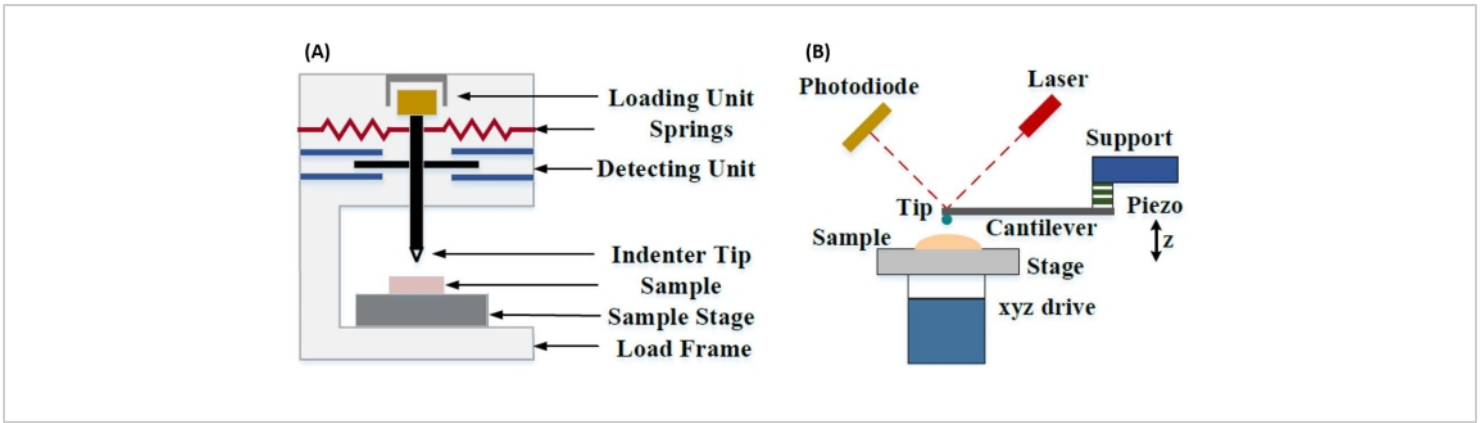 (A)
Loading Unit
Springs
Detecting Unit
Indenter Tip
Sample
Sample Stage
Load Frame
(B)
Photodiode
Laser
Support
Tip
Piezo
Cantilever
z
Sample
Stage
xyz drive